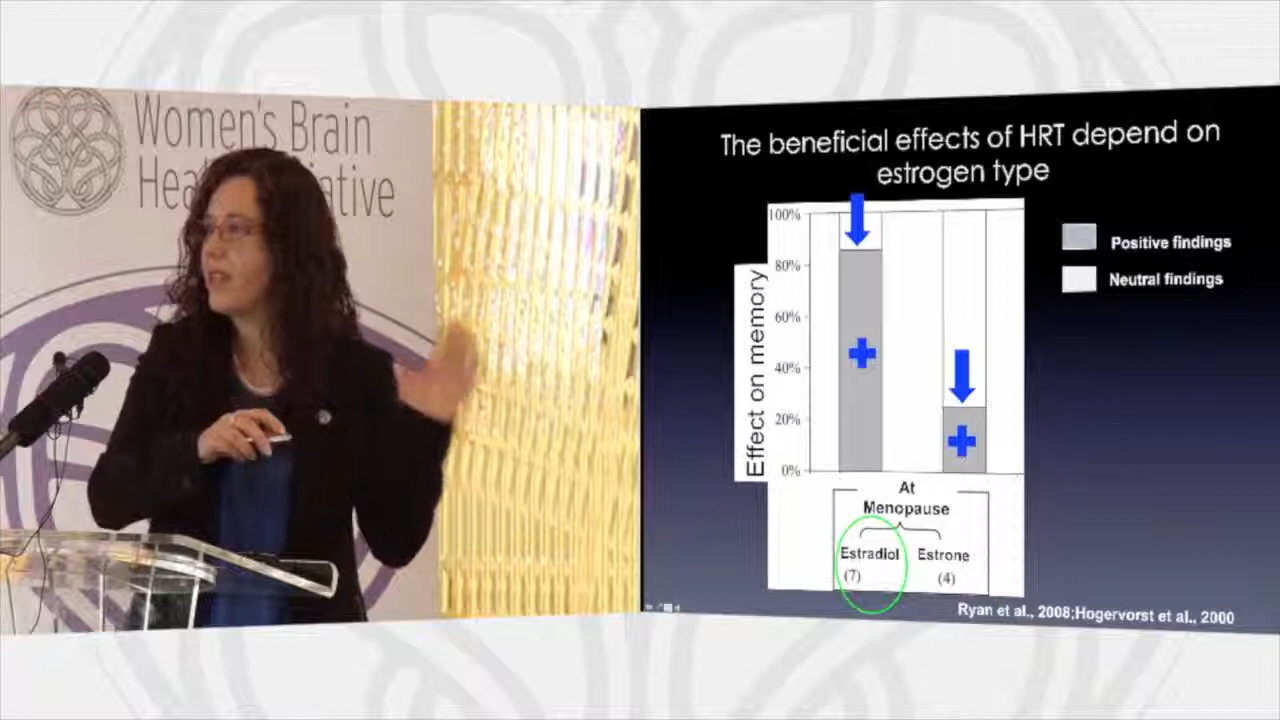 Women's Brain
Hea
ative
The beneficial effects of HRT depend on
estrogen type
Effect on memory
100%
80%
60%
40%
20%
0%
Positive findings
Neutral findings
At
Menopause
Estradiol Estrone
(7) (4)
Ryan et al., 2008;Hogervorst et al., 2000